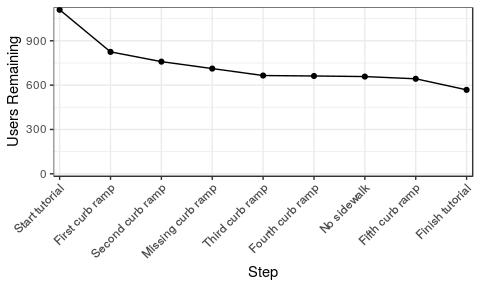 Users Remaining
900
600
300
0
Start tutorial
First curb ramp
Second curb ramp
Missing curb ramp
Third curb ramp
Fourth curb ramp
No sidewalk
Fifth curb ramp
Finish tutorial
Step